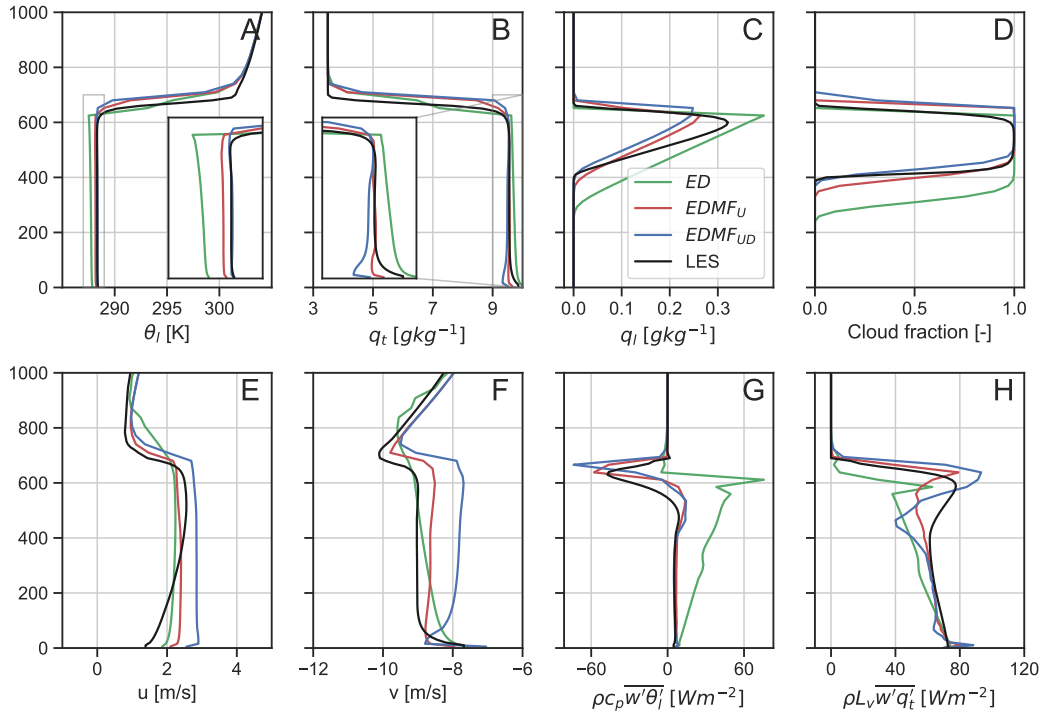 1000
800
600
400
200
0
A
290
295
300
θ_l [K]
B
3
5
7
9
q_t [gkg⁻¹]
C
ED
EDMF_U
EDMF_UD
LES
0.0
0.1
0.2
0.3
q_l [gkg⁻¹]
D
0.0
0.5
1.0
Cloud fraction [-]
1000
800
600
400
200
0
E
0
2
4
u [m/s]
F
−12
−10
−8
−6
v [m/s]
G
−60
0
60
ρc_p w′θ′_l [Wm⁻²]
H
0
40
80
120
ρL_v w′q′_t [Wm⁻²]